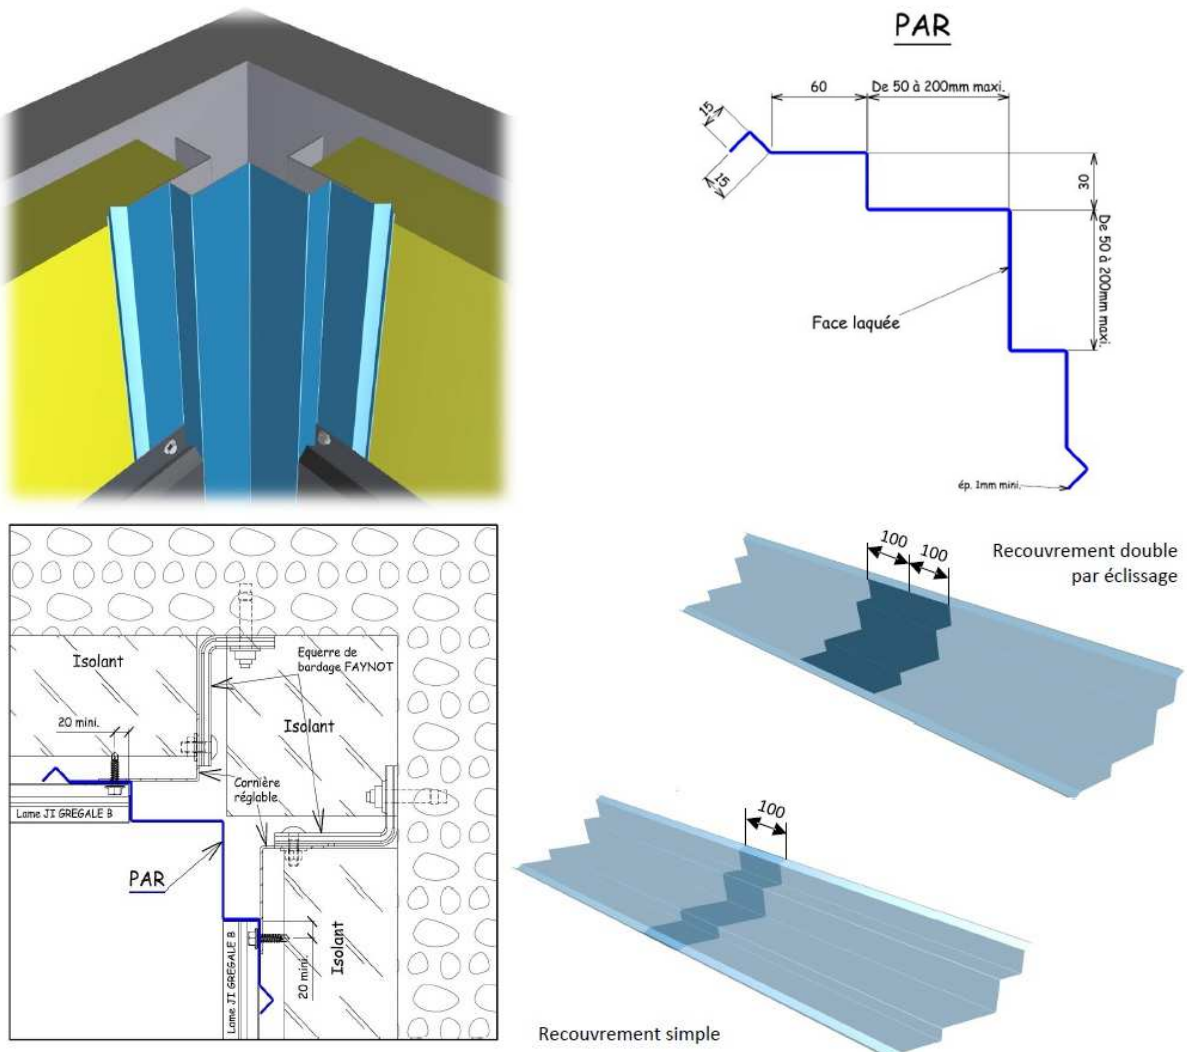 PAR
60
De 50 à 200mm maxi.
15
15
30
De 50 à 200mm maxi.
Face laquée
ép. 1mm mini.
Isolant
Equerre de
bardage FAYNOT
20 mini.
Isolant
Cornière
réglable
Lame JI GREGALE B
PAR
Lame JI GREGALE B
20 mini.
Isolant
100
100
Recouvrement double
par éclissage
100
Recouvrement simple